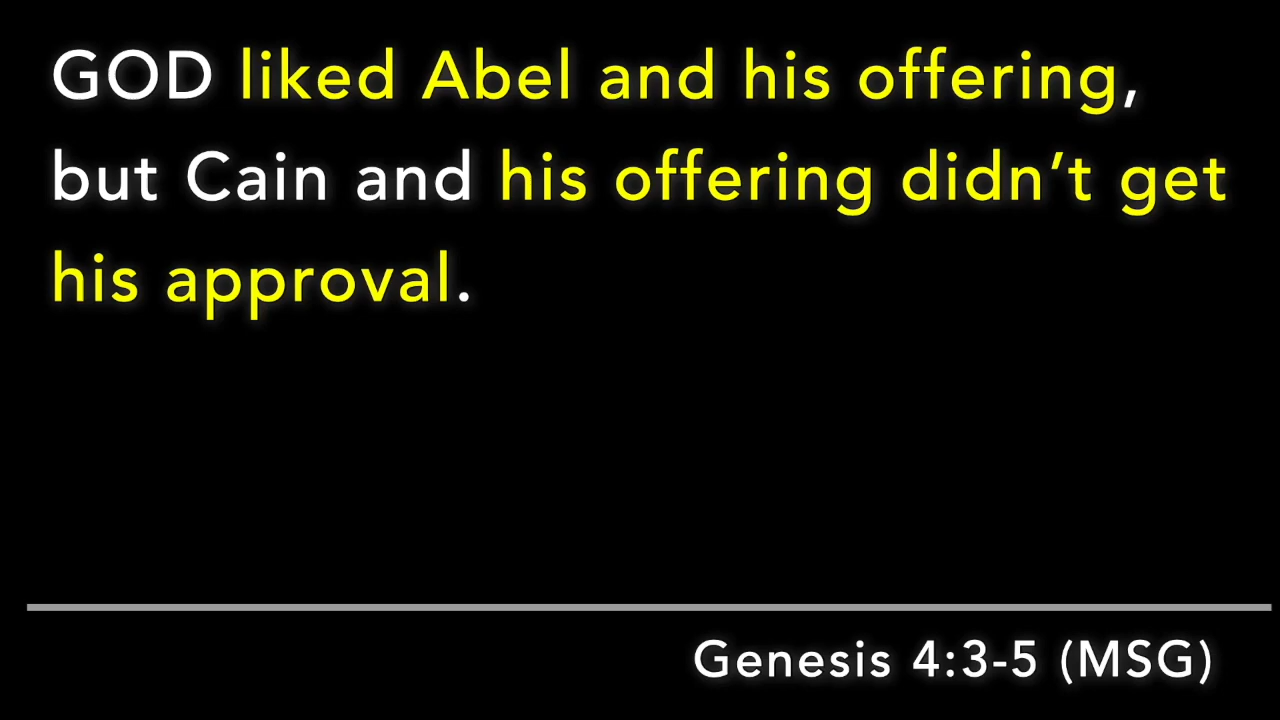 GOD liked Abel and his offering,
but Cain and his offering didn’t get
his approval.
Genesis 4:3-5 (MSG)